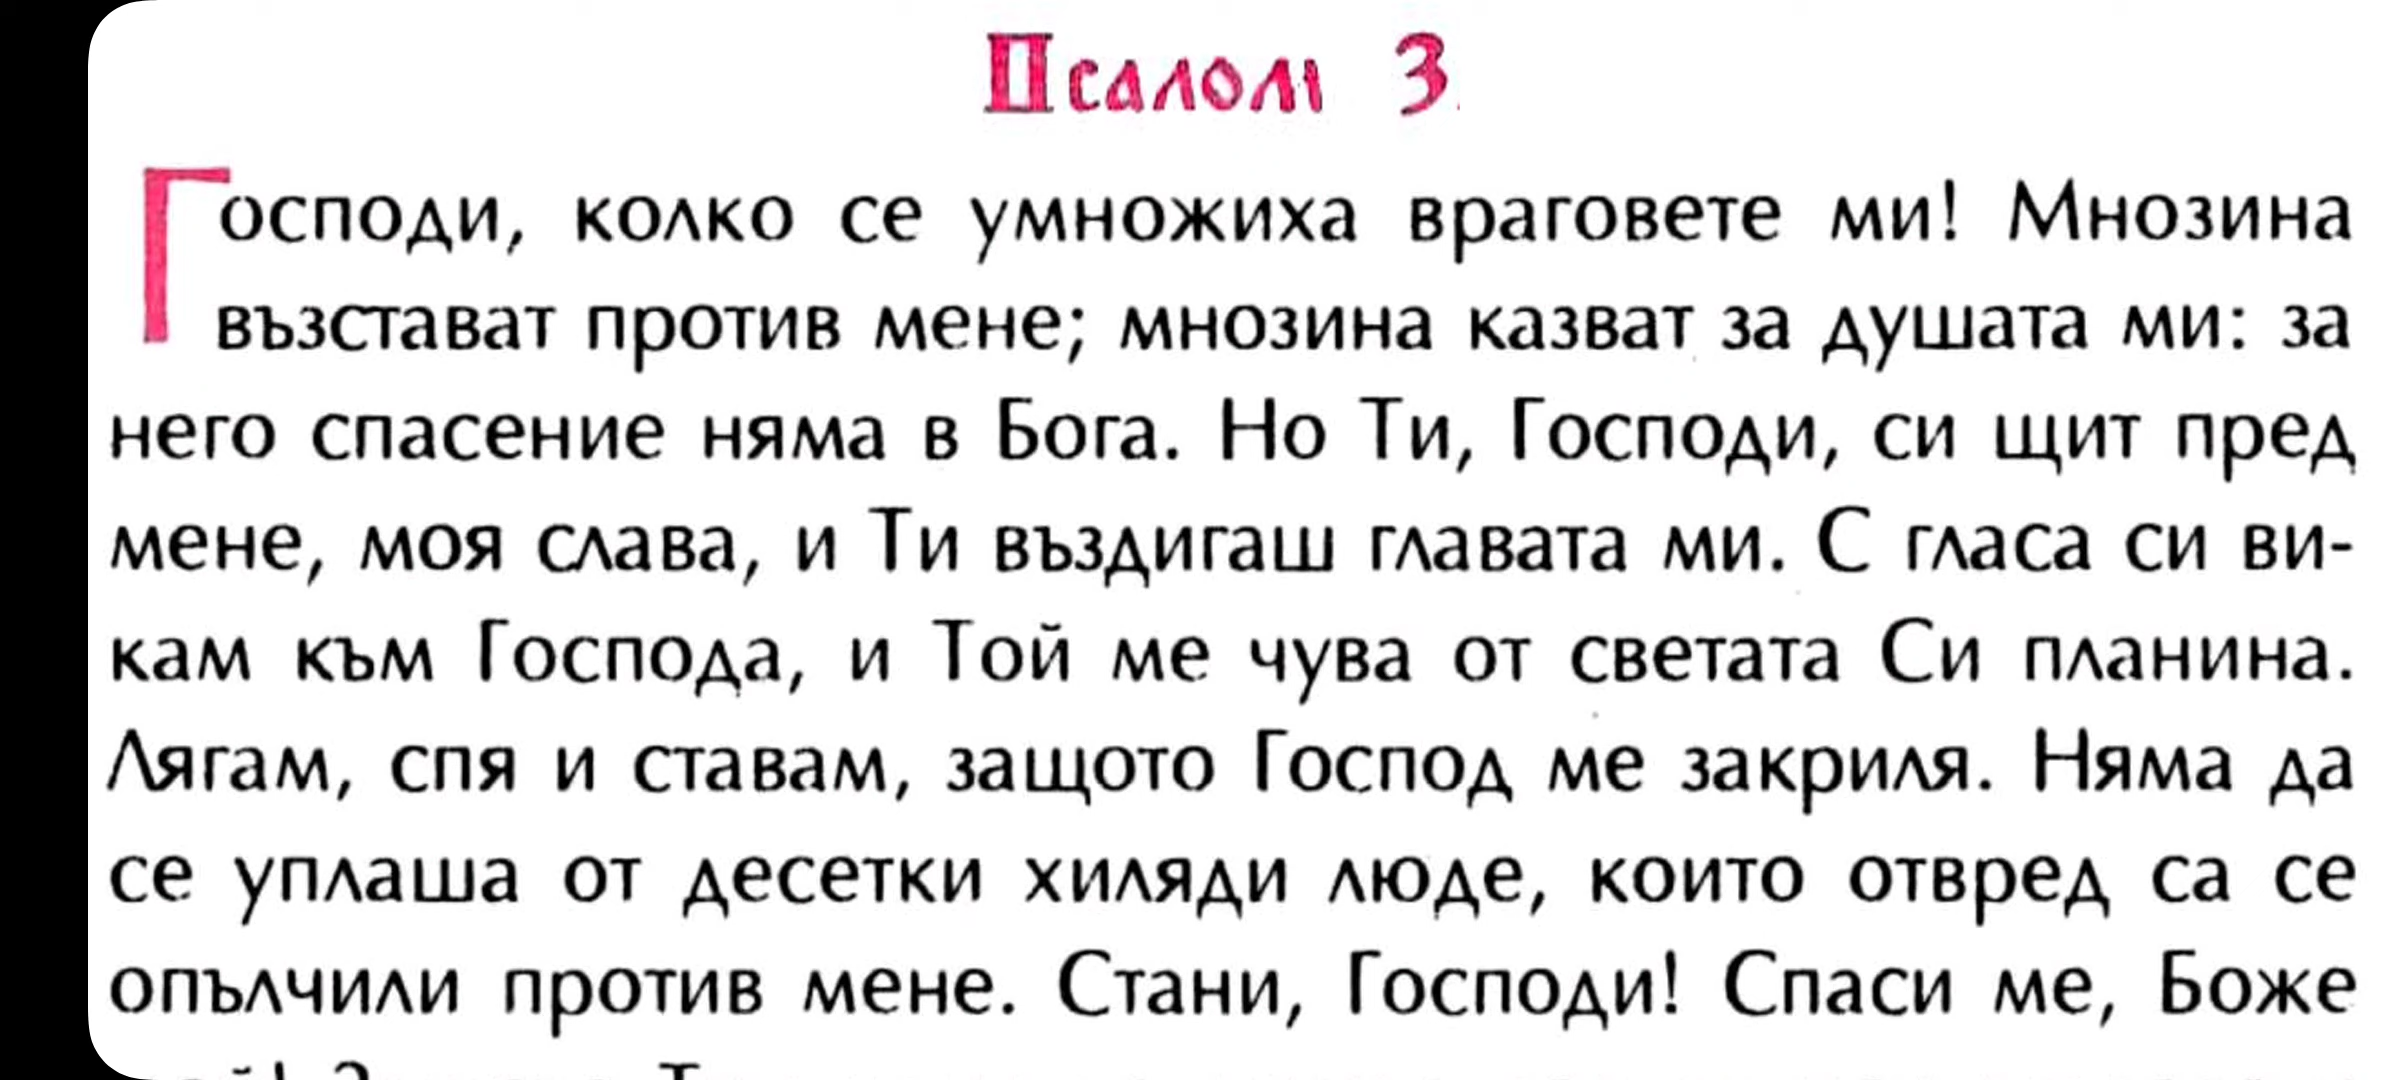 Псалом 3
Господи, колко се умножиха враговете ми! Мнозина
възстават против мене; мнозина казват за душата ми: за
него спасение няма в Бога. Но Ти, Господи, си щит пред
мене, моя слава, и Ти въздигаш главата ми. С гласа си ви-
кам към Господа, и Той ме чува от светата Си планина.
Лягам, спя и ставам, защото Господ ме закриля. Няма да
се уплаша от десетки хиляди люде, които отвред са се
опълчили против мене. Стани, Господи! Спаси ме, Боже